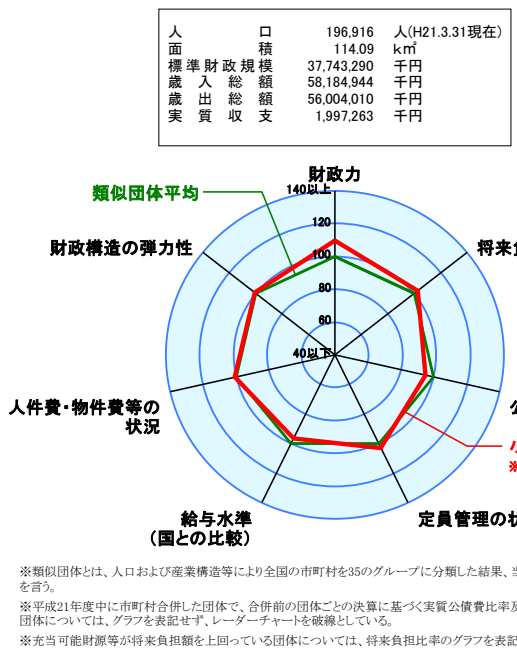 人口 196,916 人(H21.3.31現在)
面積 114.09 k㎡
標準財政規模 37,743,290 千円
歳入総額 58,184,944 千円
歳出総額 56,004,010 千円
実質収支 1,997,263 千円
財政力
140以上
類似団体平均
120
財政構造の弾力性
将来負
100
80
60
40以下
人件費・物件費等の
状況
公
※
給与水準
(国との比較)
定員管理の状
※類似団体とは、人口および産業構造等により全国の市町村を35のグループに分類した結果、当
を言う。
※平成21年度中に市町村合併した団体で、合併前の団体ごとの決算に基づく実質公債費比率及
団体については、グラフを表記せず、レーダーチャートを破線としている。
※充当可能財源等が将来負担額を上回っている団体については、将来負担比率のグラフを表記